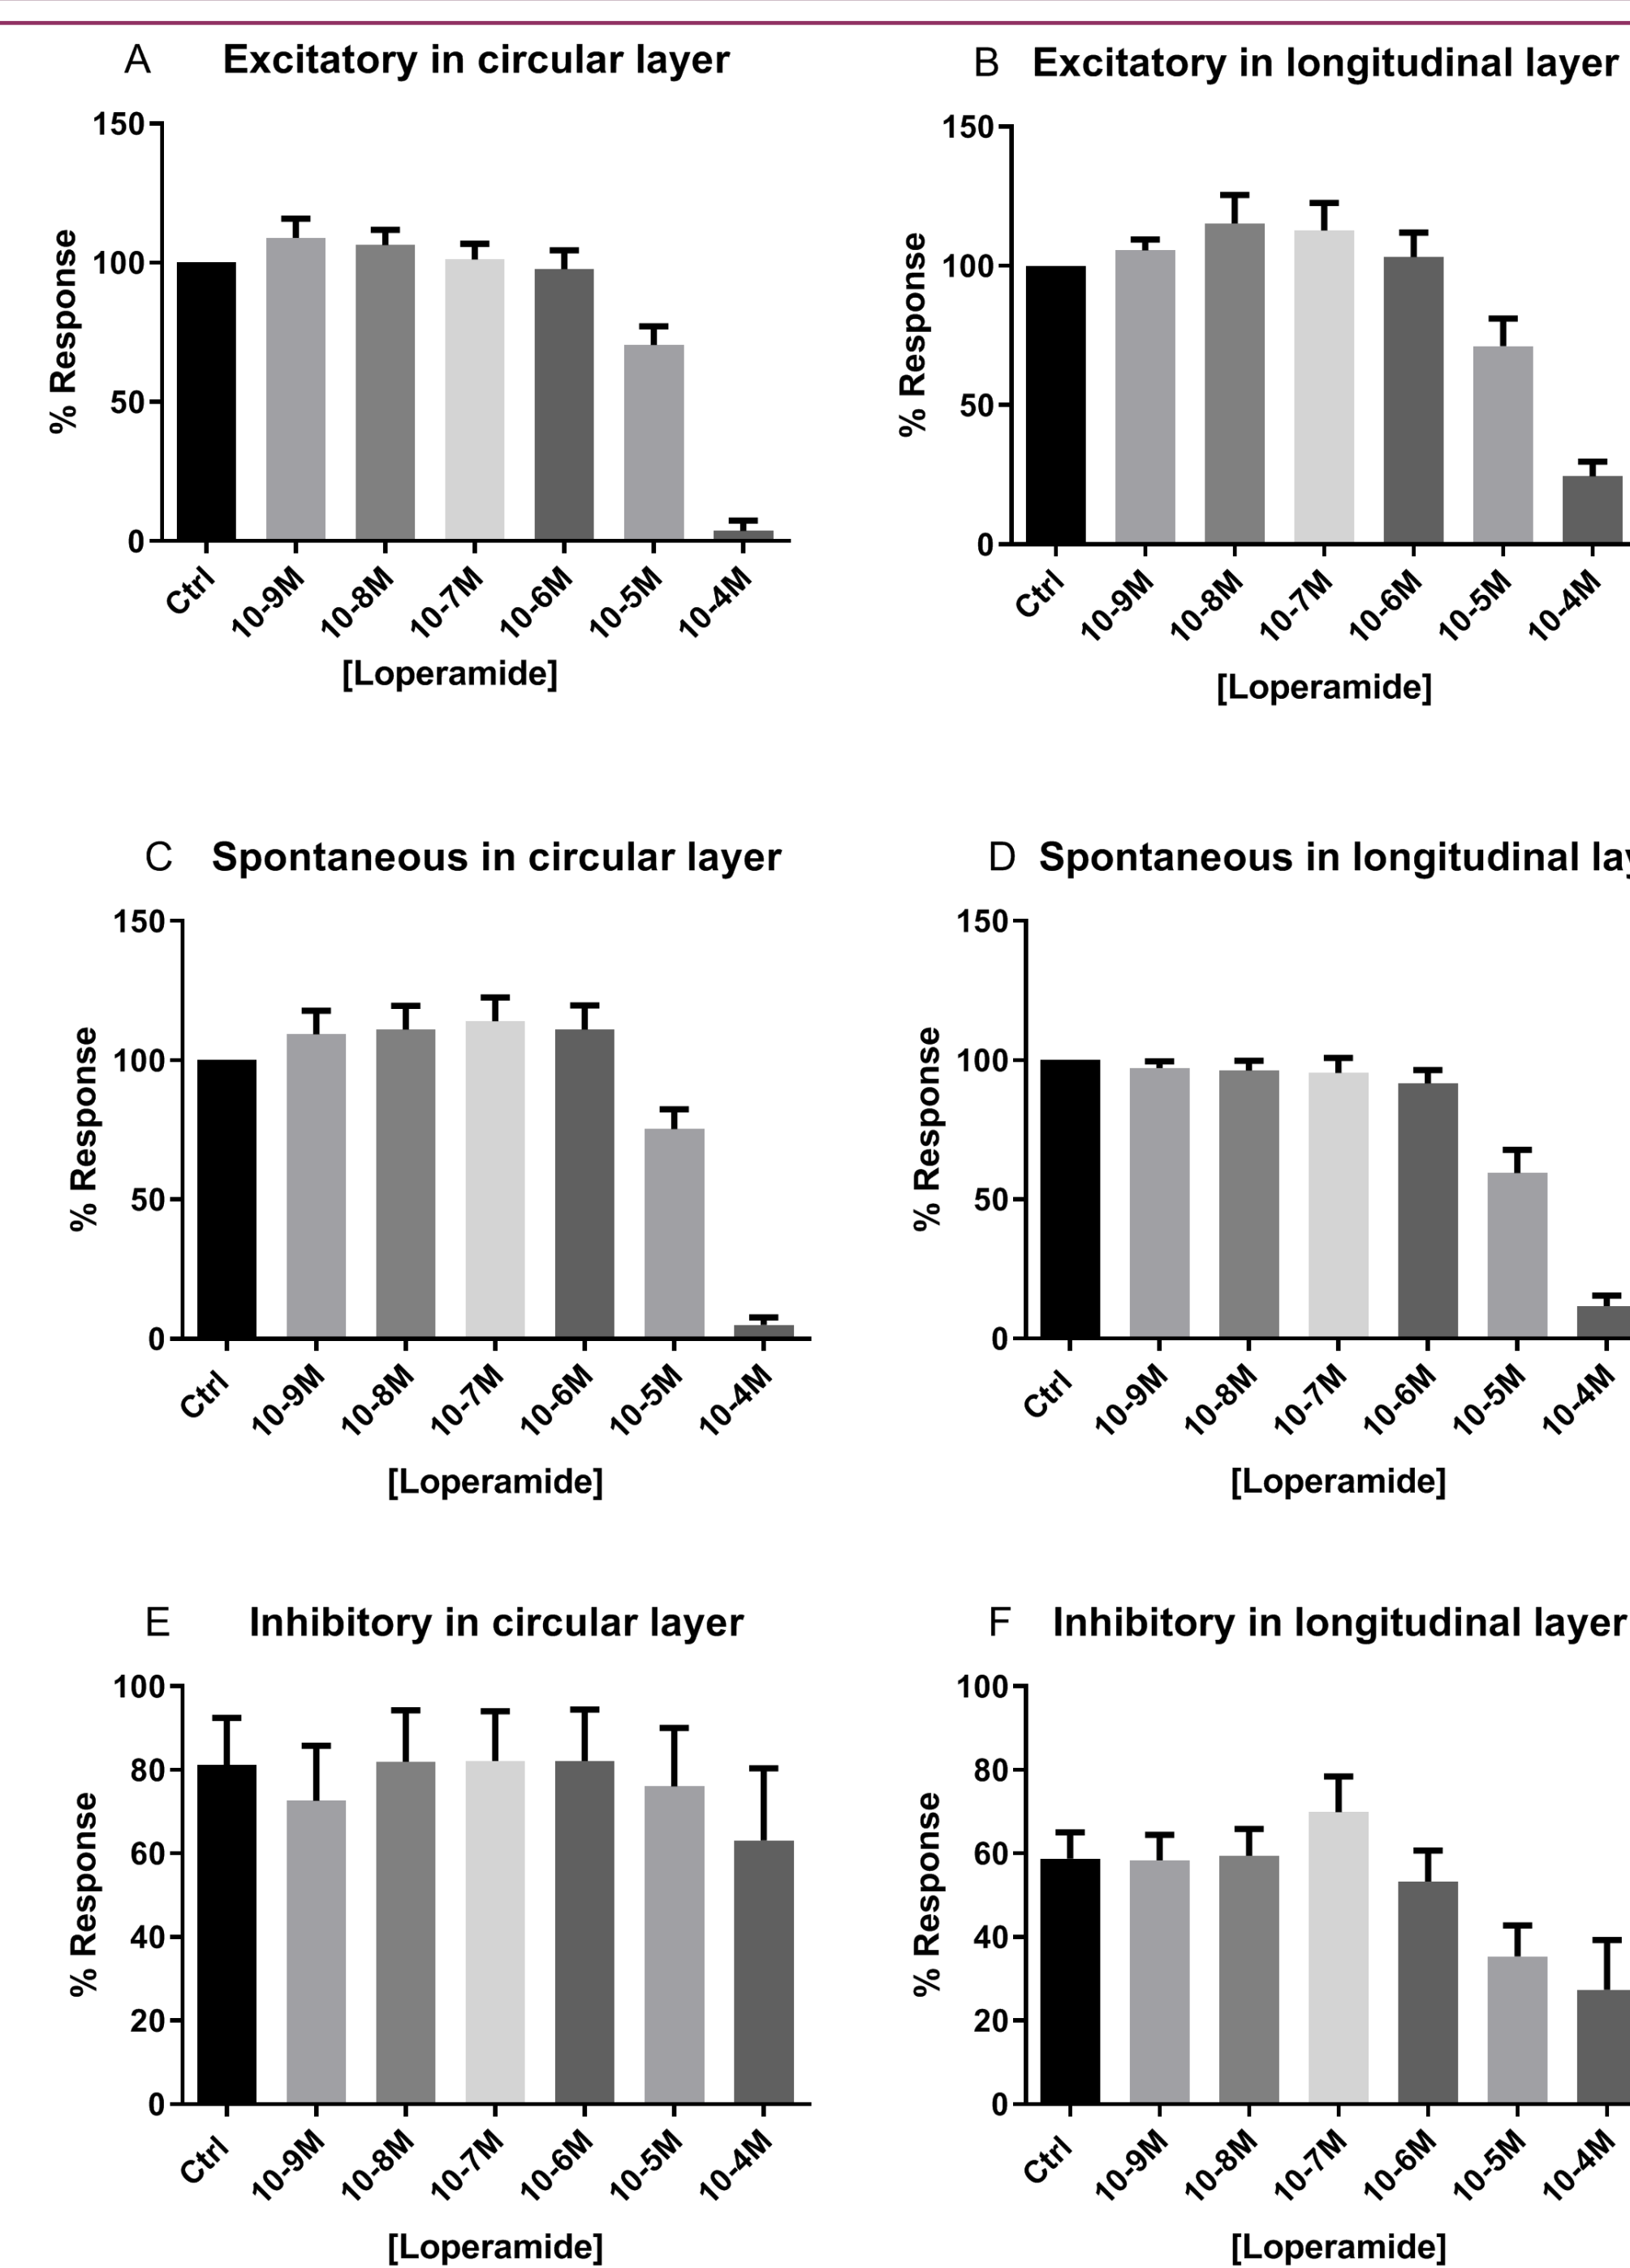 A Excitatory in circular layer
150
100
50
0
% Response
Ctrl
10-9M
10-8M
10-7M
10-6M
10-5M
10-4M
[Loperamide]
B Excitatory in longitudinal layer
150
100
50
0
% Response
Ctrl
10-9M
10-8M
10-7M
10-6M
10-5M
10-4M
[Loperamide]
C Spontaneous in circular layer
150
100
50
0
% Response
Ctrl
10-9M
10-8M
10-7M
10-6M
10-5M
10-4M
[Loperamide]
D Spontaneous in longitudinal
150
100
50
0
% Response
Ctrl
10-9M
10-8M
10-7M
10-6M
10-5M
10-4M
[Loperamide]
E Inhibitory in circular layer
100
80
60
40
20
0
% Response
Ctrl
10-9M
10-8M
10-7M
10-6M
10-5M
10-4M
[Loperamide]
F Inhibitory in longitudinal layer
100
80
60
40
20
0
% Response
Ctrl
10-9M
10-8M
10-7M
10-6M
10-5M
10-4M
[Loperamide]